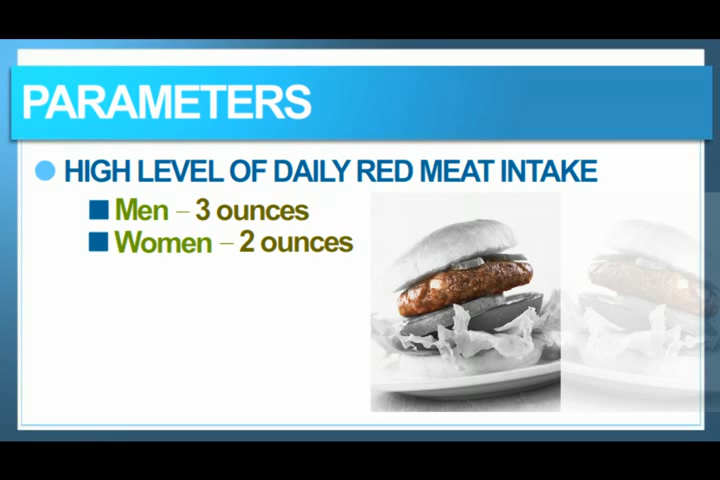 PARAMETERS
HIGH LEVEL OF DAILY RED MEAT INTAKE
Men – 3 ounces
Women – 2 ounces